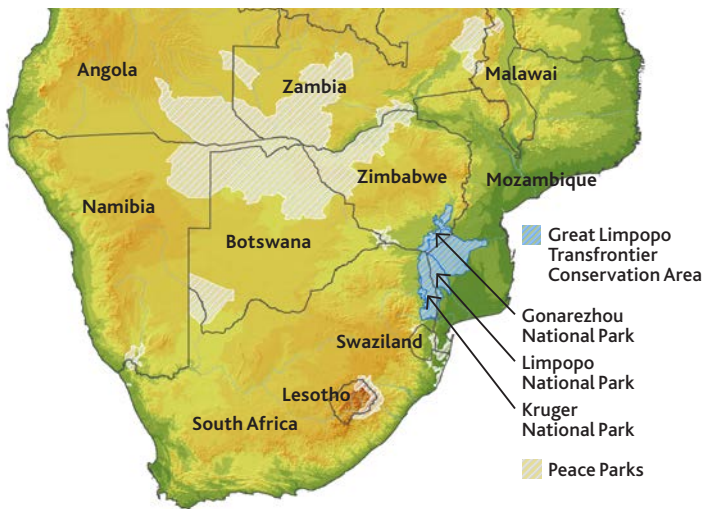 Angola
Zambia
Malawai
Zimbabwe
Mozambique
Namibia
Botswana
Great Limpopo
Transfrontier
Conservation Area
Gonarezhou
National Park
Swaziland
Limpopo
National Park
Lesotho
Kruger
National Park
South Africa
Peace Parks